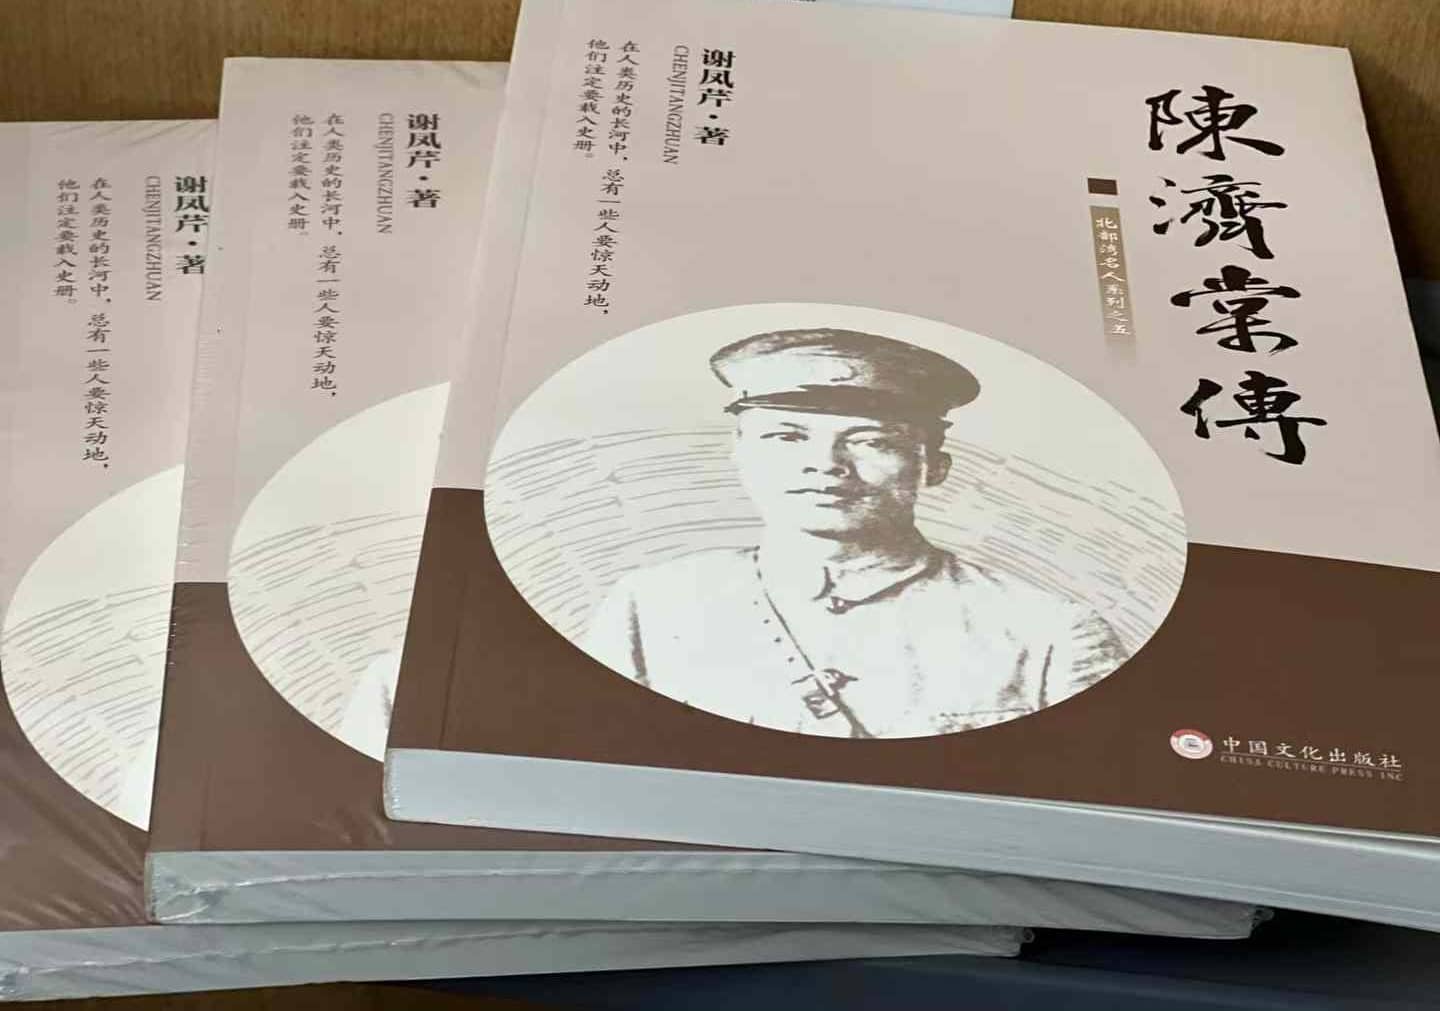 陳濟棠傳
北部湾名人系列之五
谢凤芹·著
CHENJITANGZHUAN
在人类历史的长河中，总有一些人要惊天动地，
他们注定要载入史册。
中国文化出版社
CHINA CULTURE PRESS INC
谢凤芹·著
CHENJITANGZHUAN
在人类历史的长河中，总有一些人要惊天动地，
他们注定要载入史册。
谢凤芹·著
CHENJITANGZHUAN
在人类历史的长河中，总有一些人要惊天动地，
他们注定要载入史册。